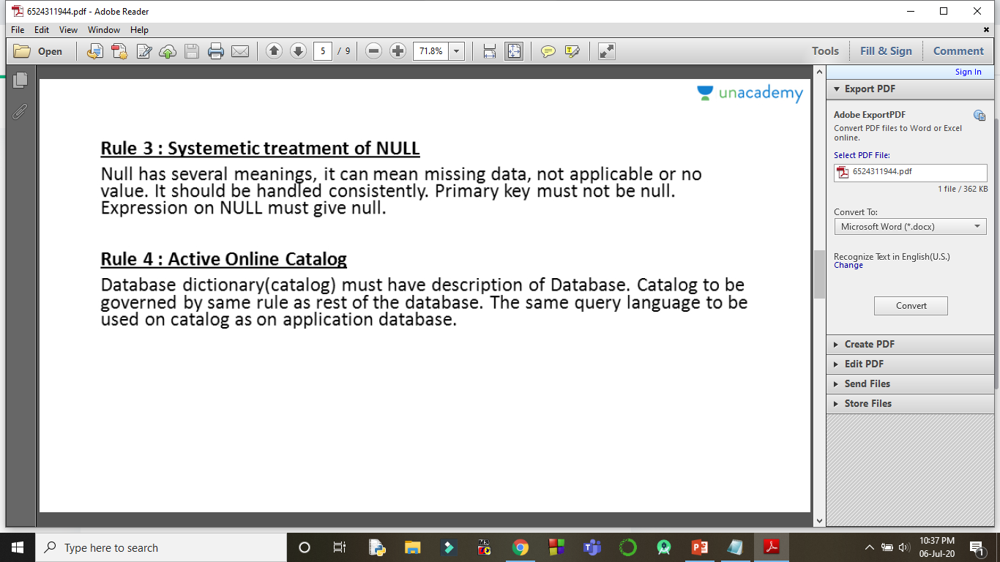 6524311944.pdf - Adobe Reader
File Edit View Window Help
Open 5 / 9 71.8% Tools Fill & Sign Comment
Sign In
unacademy
Rule 3 : Systemetic treatment of NULL
Null has several meanings, it can mean missing data, not applicable or no
value. It should be handled consistently. Primary key must not be null.
Expression on NULL must give null.
Rule 4 : Active Online Catalog
Database dictionary(catalog) must have description of Database. Catalog to be
governed by same rule as rest of the database. The same query language to be
used on catalog as on application database.
Export PDF
Adobe ExportPDF
Convert PDF files to Word or Excel
online.
Select PDF File:
6524311944.pdf
1 file / 362 KB
Convert To:
Microsoft Word (*.docx)
Recognize Text in English(U.S.)
Change
Convert
Create PDF
Edit PDF
Send Files
Store Files
Type here to search
10:37 PM
06-Jul-20
1